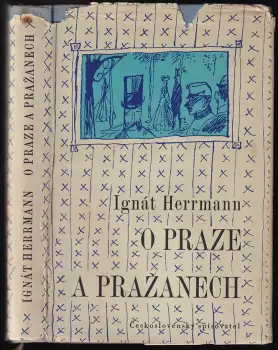 IGNÁT HERRMANN O PRAZE A PRAŽANECH
Ignát Herrmann
O PRAZE
A PRAŽANECH
Československý spisovatel